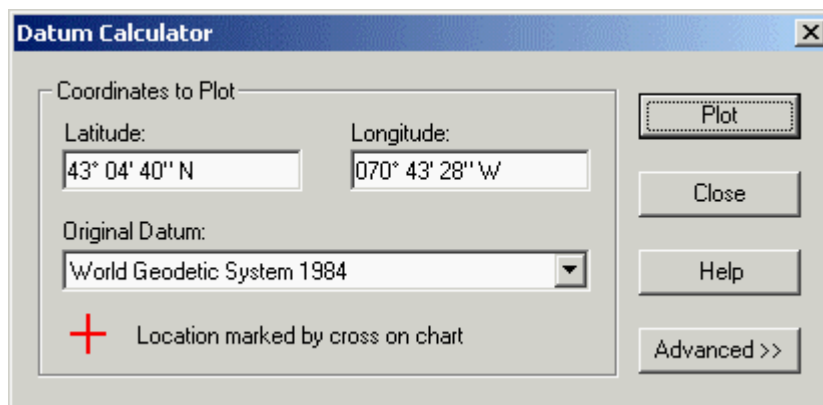 Datum Calculator
Coordinates to Plot
Latitude:
Longitude:
43° 04' 40'' N
070° 43' 28'' W
Original Datum:
World Geodetic System 1984
Location marked by cross on chart
Plot
Close
Help
Advanced >>